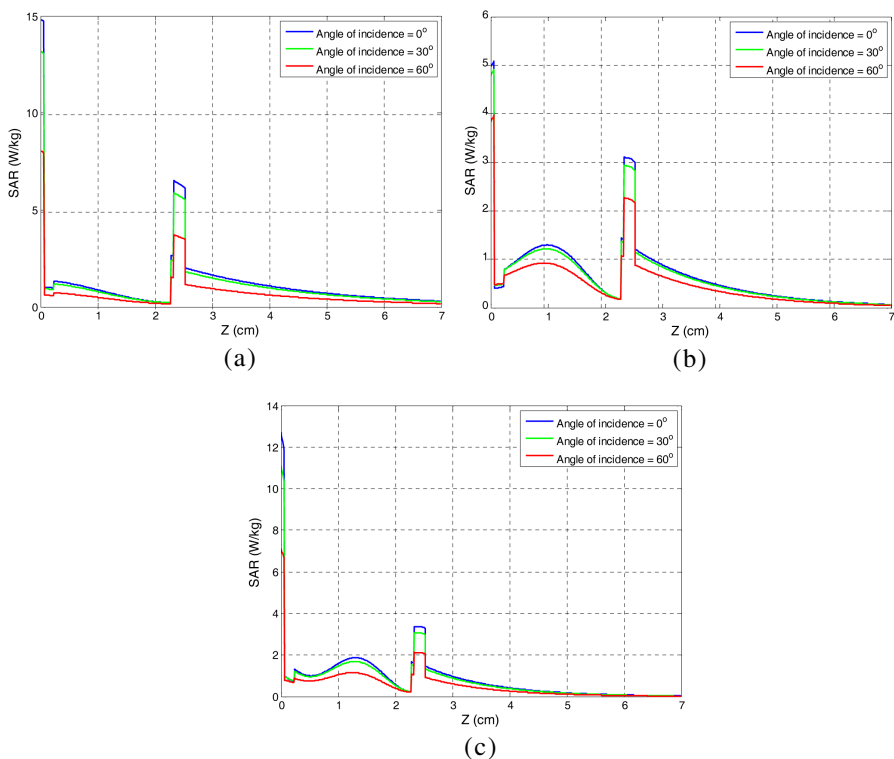 15
10
5
0
0 1 2 3 4 5 6 7
SAR (W/kg)
Z (cm)
Angle of incidence = 0°
Angle of incidence = 30°
Angle of incidence = 60°
(a)
6
5
4
3
2
1
0
0 1 2 3 4 5 6 7
SAR (W/kg)
Z (cm)
Angle of incidence = 0°
Angle of incidence = 30°
Angle of incidence = 60°
(b)
14
12
10
8
6
4
2
0
0 1 2 3 4 5 6 7
SAR (W/kg)
Z (cm)
Angle of incidence = 0°
Angle of incidence = 30°
Angle of incidence = 60°
(c)